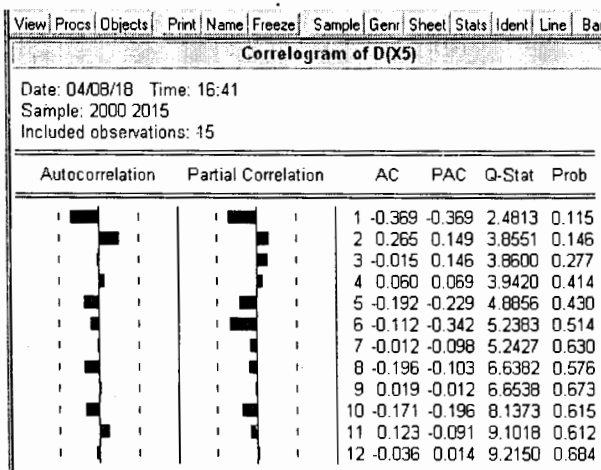 View Procs Objects Print Name Freeze Sample Genr Sheet Stats Ident Line Bar
Correlogram of D(X5)
Date: 04/08/18 Time: 16:41
Sample: 2000 2015
Included observations: 15
Autocorrelation Partial Correlation AC PAC Q-Stat Prob
1 -0.369 -0.369 2.4813 0.115
2 0.265 0.149 3.8551 0.146
3 -0.015 0.146 3.8600 0.277
4 0.060 0.069 3.9420 0.414
5 -0.192 -0.229 4.8856 0.430
6 -0.112 -0.342 5.2383 0.514
7 -0.012 -0.098 5.2427 0.630
8 -0.196 -0.103 6.6382 0.576
9 0.019 -0.012 6.6538 0.673
10 -0.171 -0.196 8.1373 0.615
11 0.123 -0.091 9.1018 0.612
12 -0.036 0.014 9.2150 0.684